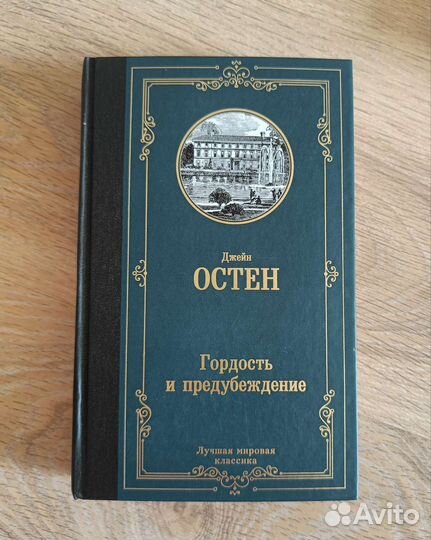 Джейн
ОСТЕН
Гордость
и предубеждение
Лучшая мировая
классика
Avito